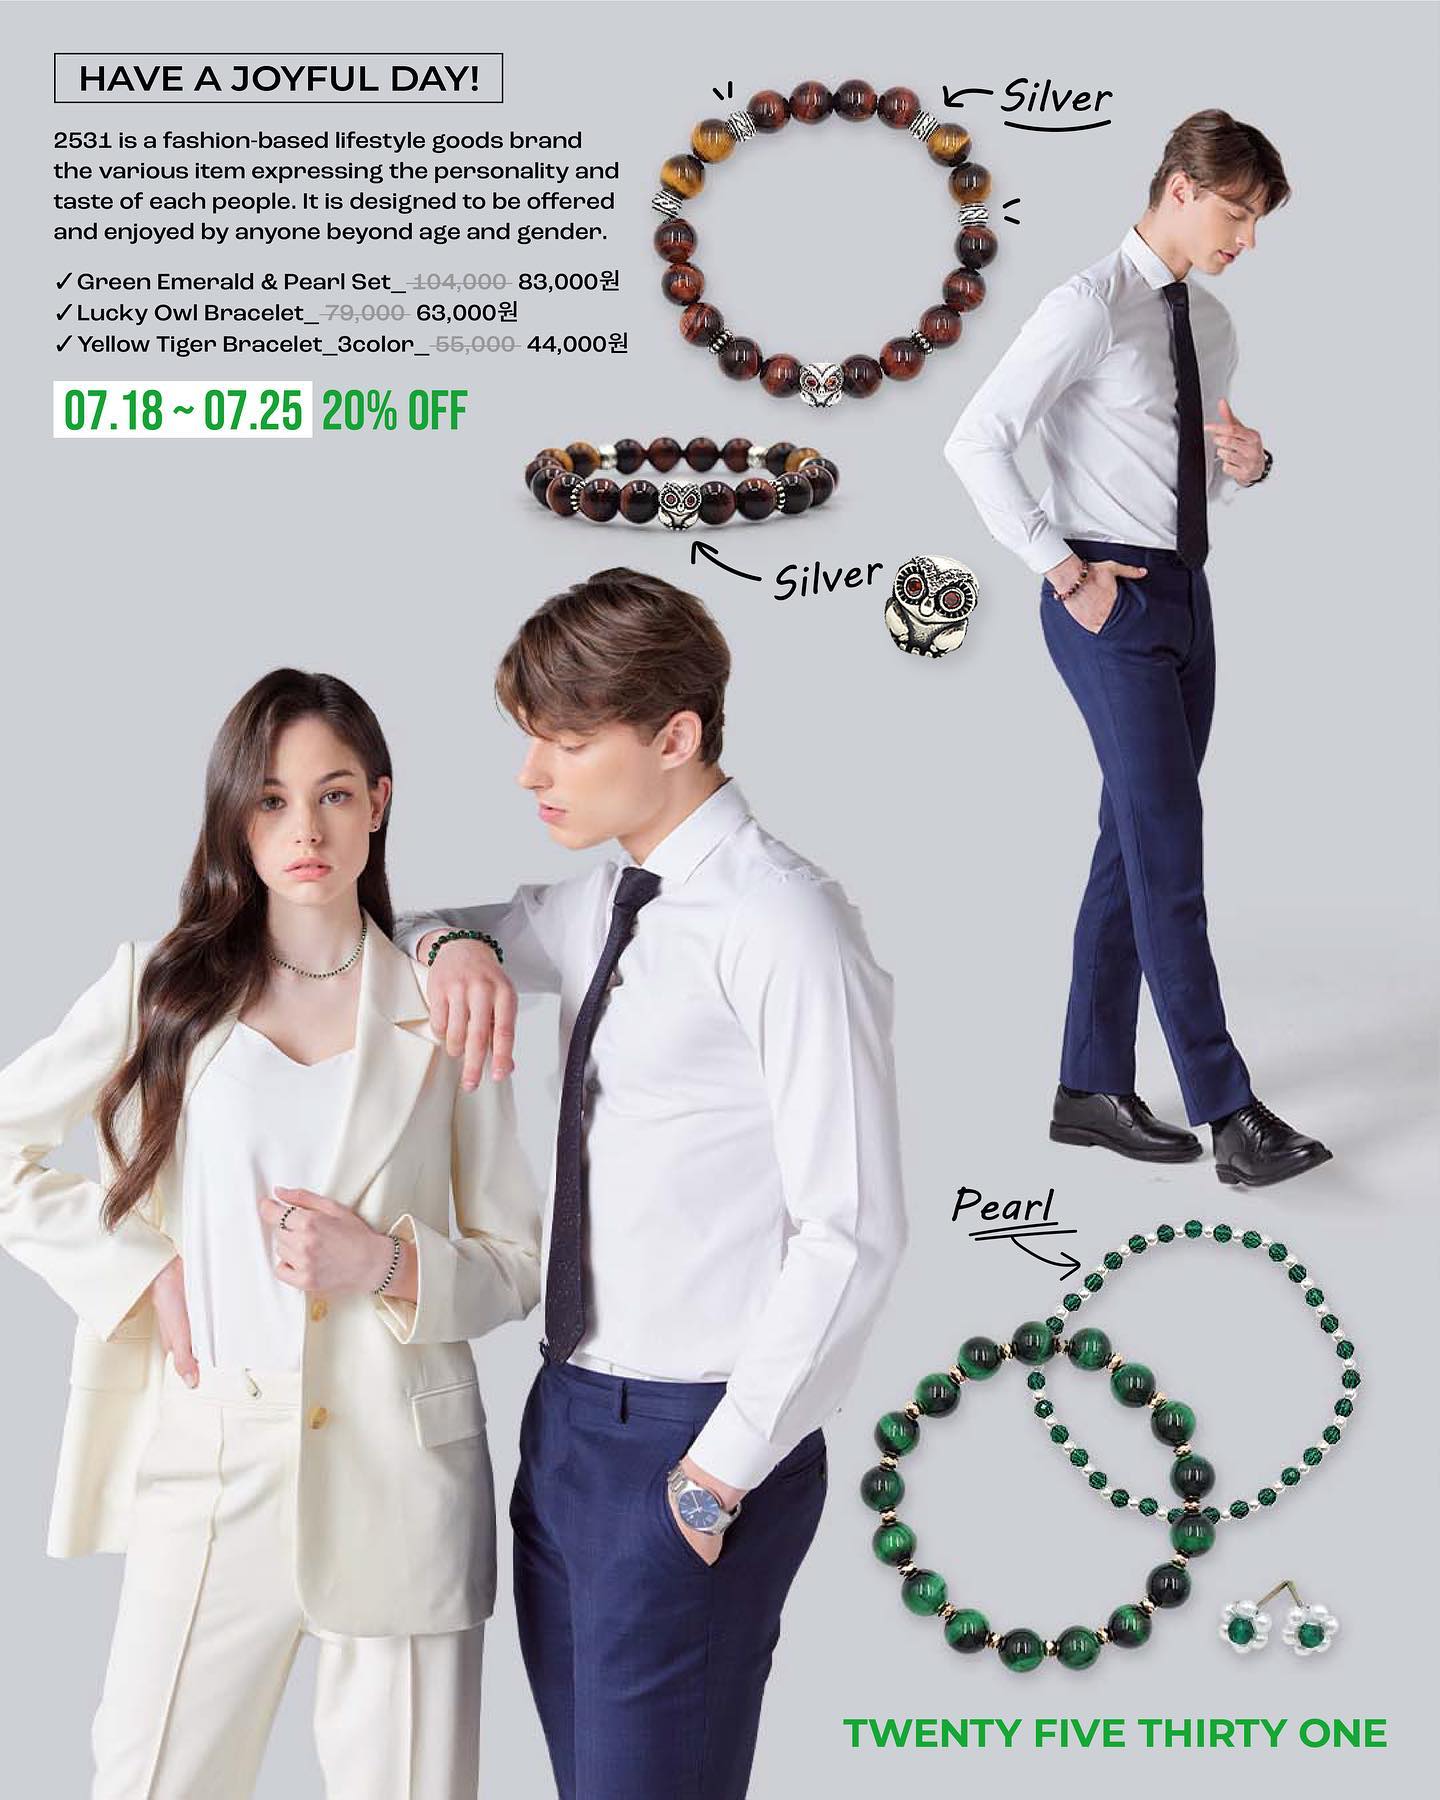 HAVE A JOYFUL DAY!
2531 is a fashion-based lifestyle goods brand
the various item expressing the personality and
taste of each people. It is designed to be offered
and enjoyed by anyone beyond age and gender.
✓Green Emerald & Pearl Set_ 104,000 83,000원
✓Lucky Owl Bracelet_ 79,000 63,000원
✓Yellow Tiger Bracelet_3color_ 55,000 44,000원
07.18 ~ 07.25 20% OFF
Silver
Silver
Pearl
TWENTY FIVE THIRTY ONE